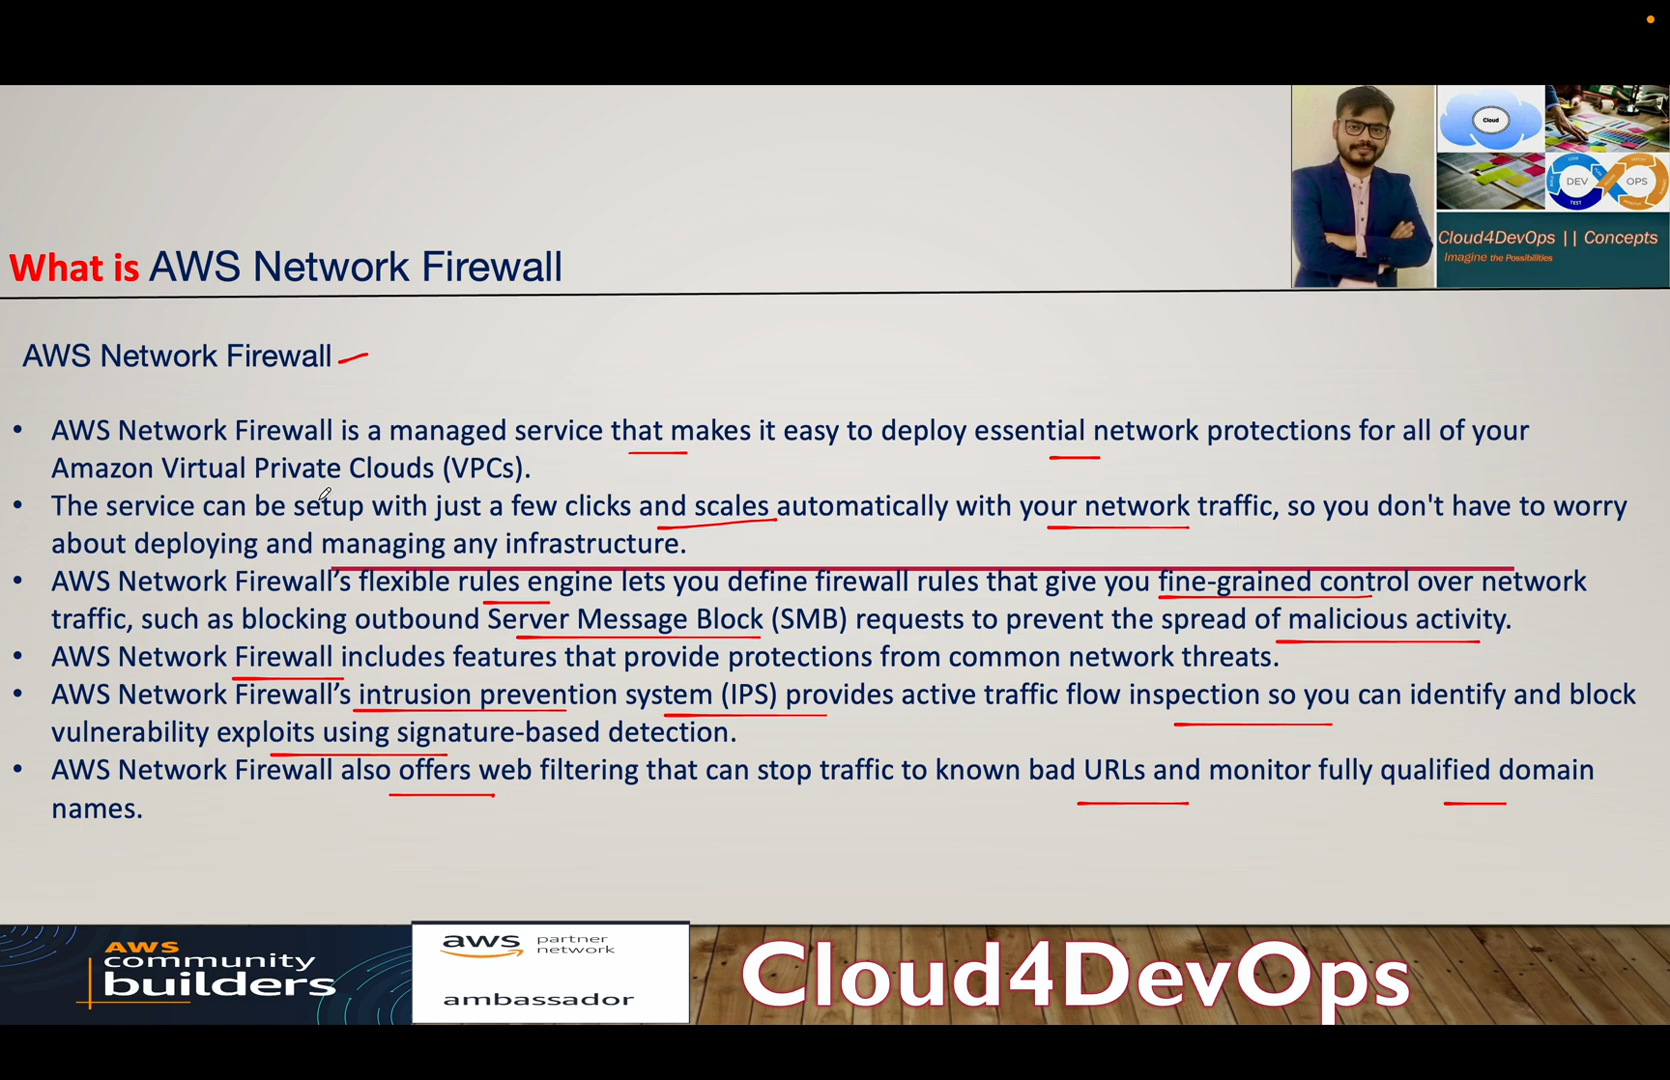 Cloud
DEV OPS
TEST
Cloud4DevOps || Concepts
Imagine the Possibilities
What is AWS Network Firewall
AWS Network Firewall
• AWS Network Firewall is a managed service that makes it easy to deploy essential network protections for all of your
Amazon Virtual Private Clouds (VPCs).
• The service can be setup with just a few clicks and scales automatically with your network traffic, so you don't have to worry
about deploying and managing any infrastructure.
• AWS Network Firewall’s flexible rules engine lets you define firewall rules that give you fine-grained control over network
traffic, such as blocking outbound Server Message Block (SMB) requests to prevent the spread of malicious activity.
• AWS Network Firewall includes features that provide protections from common network threats.
• AWS Network Firewall’s intrusion prevention system (IPS) provides active traffic flow inspection so you can identify and block
vulnerability exploits using signature-based detection.
• AWS Network Firewall also offers web filtering that can stop traffic to known bad URLs and monitor fully qualified domain
names.
AWS
community
builders
aws partner
network
ambassador
Cloud4DevOps